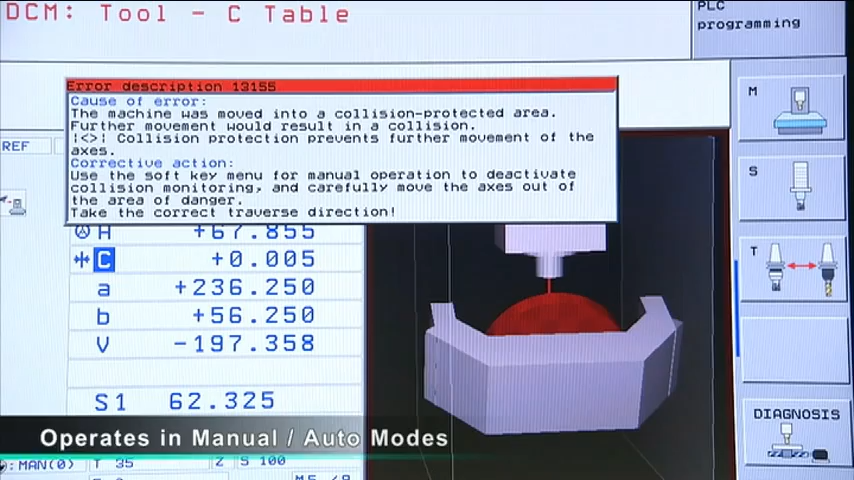 DCM: Tool - C Table
PLC
programming
Error description 13155
Cause of error:
The machine was moved into a collision-protected area.
Further movement would result in a collision.
!<>! Collision protection prevents further movement of the
axes.
Corrective action:
Use the soft key menu for manual operation to deactivate
collision monitoring, and carefully move the axes out of
the area of danger.
Take the correct traverse direction!
REF
A +67.855
C +0.005
a +236.250
b +56.250
V -197.358
S1 62.325
M
S
T
DIAGNOSIS
Operates in Manual / Auto Modes
: MAN(0) T 35 Z S 100